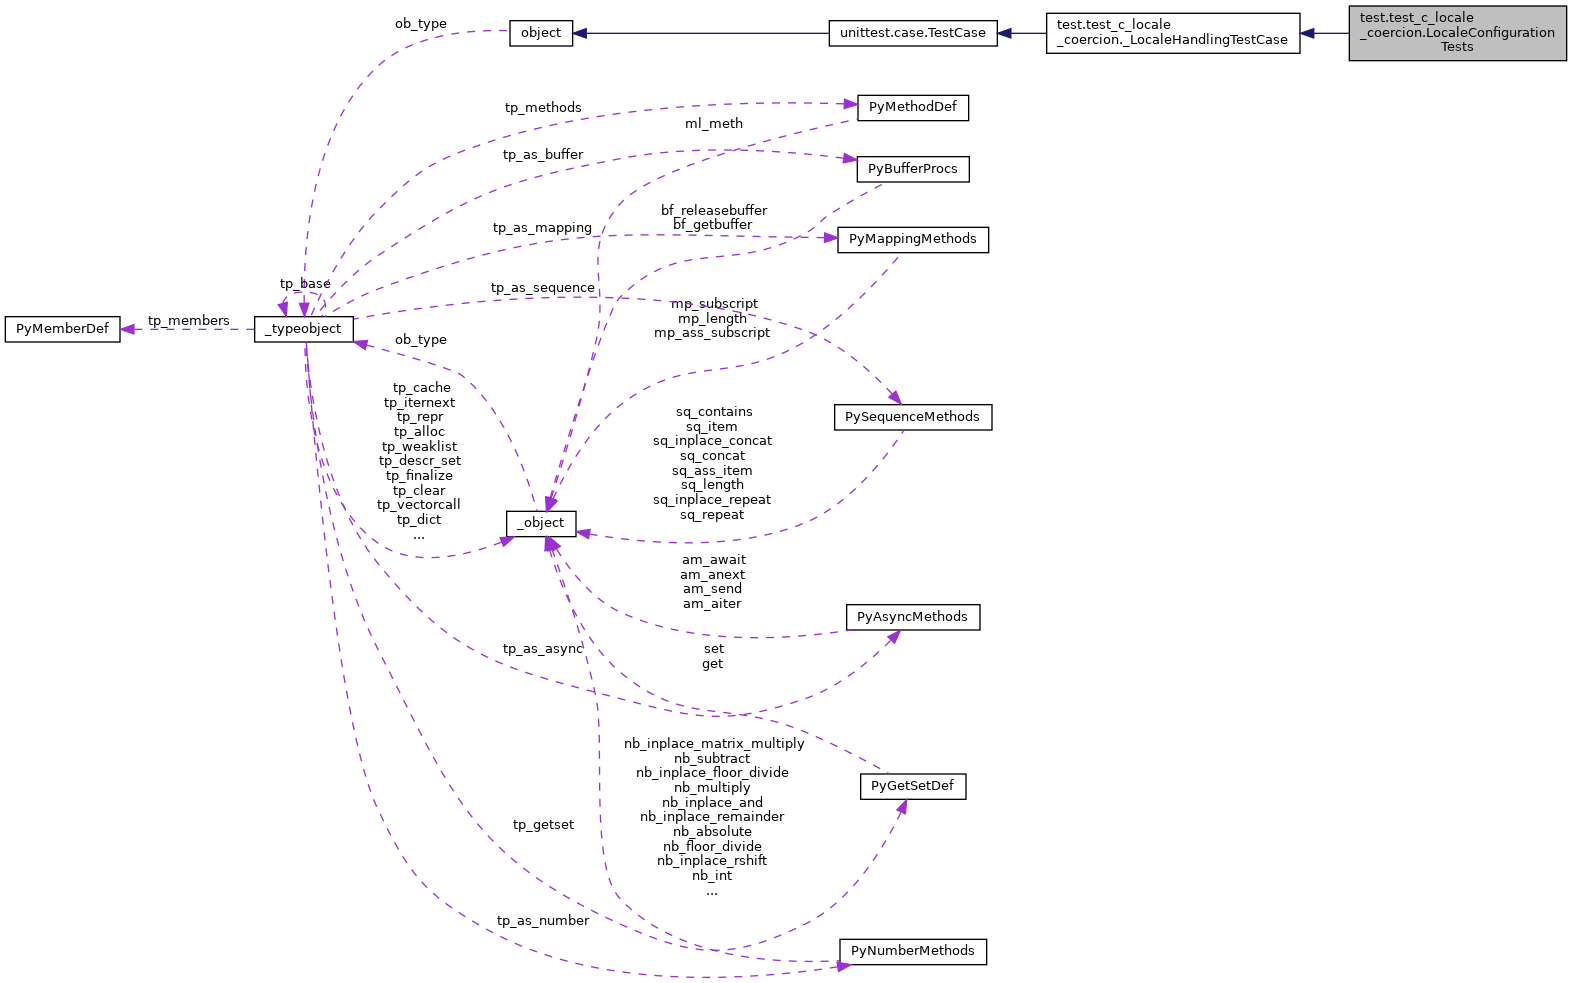 ob_type
object
unittest.case.TestCase
test.test_c_locale
_coercion._LocaleHandlingTestCase
test.test_c_locale
_coercion.LocaleConfiguration
Tests
tp_methods
PyMethodDef
ml_meth
tp_as_buffer
PyBufferProcs
bf_releasebuffer
bf_getbuffer
tp_as_mapping
PyMappingMethods
tp_base
tp_as_sequence
mp_subscript
mp_length
mp_ass_subscript
PyMemberDef
tp_members
_typeobject
ob_type
tp_cache
tp_iternext
tp_repr
tp_alloc
tp_weaklist
tp_descr_set
tp_finalize
tp_clear
tp_vectorcall
tp_dict
...
sq_contains
sq_item
sq_inplace_concat
sq_concat
sq_ass_item
sq_length
sq_inplace_repeat
sq_repeat
PySequenceMethods
_object
am_await
am_anext
am_send
am_aiter
PyAsyncMethods
tp_as_async
set
get
nb_inplace_matrix_multiply
nb_subtract
nb_inplace_floor_divide
nb_multiply
nb_inplace_and
nb_inplace_remainder
nb_absolute
nb_floor_divide
nb_inplace_rshift
nb_int
...
PyGetSetDef
tp_getset
tp_as_number
PyNumberMethods